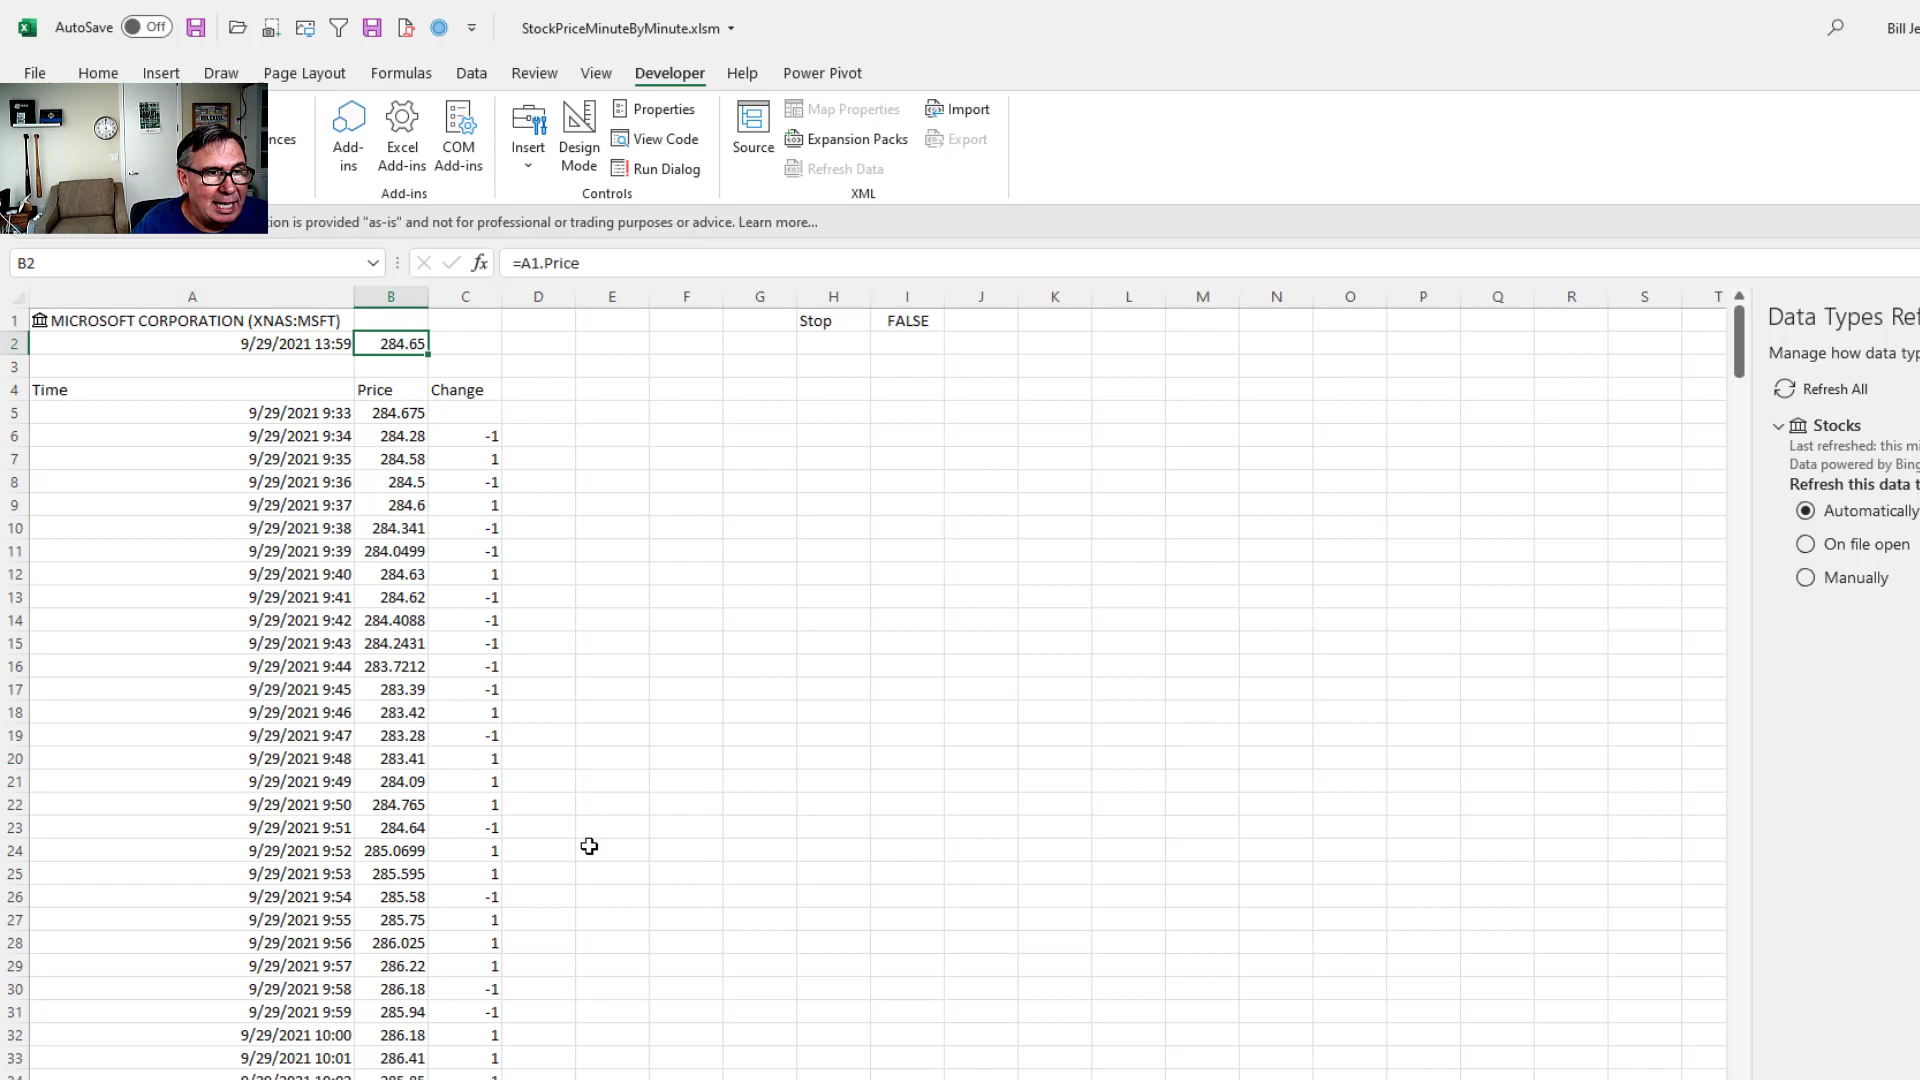 AutoSave Off StockPriceMinuteByMinute.xlsm Bill Je
File Home Insert Draw Page Layout Formulas Data Review View Developer Help Power Pivot
Properties Map Properties Import
nces Add-ins Excel Add-ins COM Add-ins Insert Design Mode View Code Source Expansion Packs Export
Run Dialog Refresh Data
Add-ins Controls XML
ion is provided "as-is" and not for professional or trading purposes or advice. Learn more...
B2 fx =A1.Price
A B C D E F G H I J K L M N O P Q R S T
1 MICROSOFT CORPORATION (XNAS:MSFT) Stop FALSE
2 9/29/2021 13:59 284.65
3
4 Time Price Change
5 9/29/2021 9:33 284.675
6 9/29/2021 9:34 284.28 -1
7 9/29/2021 9:35 284.58 1
8 9/29/2021 9:36 284.5 -1
9 9/29/2021 9:37 284.6 1
10 9/29/2021 9:38 284.341 -1
11 9/29/2021 9:39 284.0499 -1
12 9/29/2021 9:40 284.63 1
13 9/29/2021 9:41 284.62 -1
14 9/29/2021 9:42 284.4088 -1
15 9/29/2021 9:43 284.2431 -1
16 9/29/2021 9:44 283.7212 -1
17 9/29/2021 9:45 283.39 -1
18 9/29/2021 9:46 283.42 1
19 9/29/2021 9:47 283.28 -1
20 9/29/2021 9:48 283.41 1
21 9/29/2021 9:49 284.09 1
22 9/29/2021 9:50 284.765 1
23 9/29/2021 9:51 284.64 -1
24 9/29/2021 9:52 285.0699 1
25 9/29/2021 9:53 285.595 1
26 9/29/2021 9:54 285.58 -1
27 9/29/2021 9:55 285.75 1
28 9/29/2021 9:56 286.025 1
29 9/29/2021 9:57 286.22 1
30 9/29/2021 9:58 286.18 -1
31 9/29/2021 9:59 285.94 -1
32 9/29/2021 10:00 286.18 1
33 9/29/2021 10:01 286.41 1
Data Types Ref
Manage how data typ
Refresh All
Stocks
Last refreshed: this mi
Data powered by Bing
Refresh this data t
Automatically
On file open
Manually